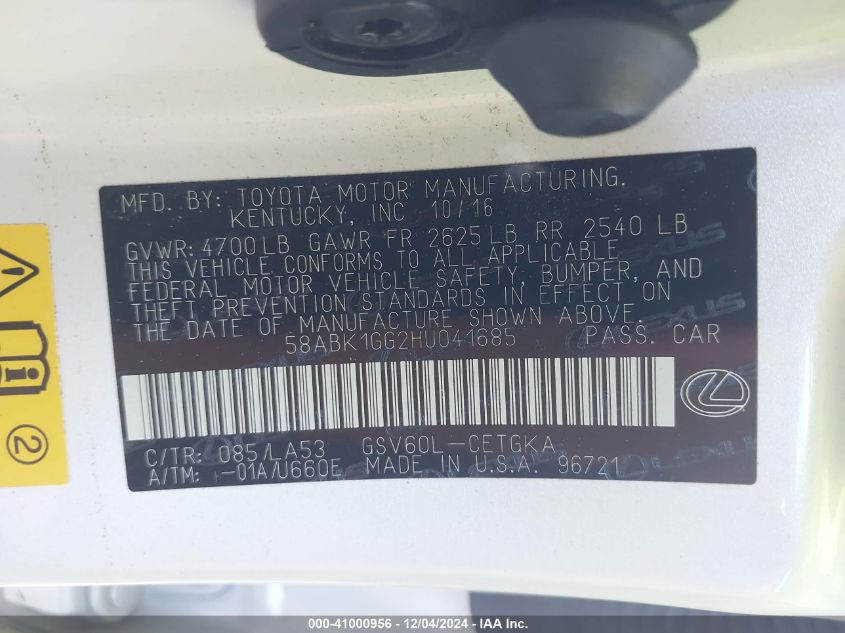 MFD. BY: TOYOTA MOTOR MANUFACTURING.
KENTUCKY, INC 10/16
GVWR: 4700LB GAWR FR 2625LB RR 2540 LB
THIS VEHICLE CONFORMS TO ALL APPLICABLE
FEDERAL MOTOR VEHICLE SAFETY, BUMPER, AND
THEFT PREVENTION STANDARDS IN EFFECT ON
THE DATE OF MANUFACTURE SHOWN ABOVE.
58ABK1GG2HU041685 PASS. CAR
C/TR: 085/LA53 GSV60L-CETGKA
A/TM: -01A/U660E MADE IN U.S.A. 96721
LEXUS
2
000-41000956 - 12/04/2024 - IAA Inc.